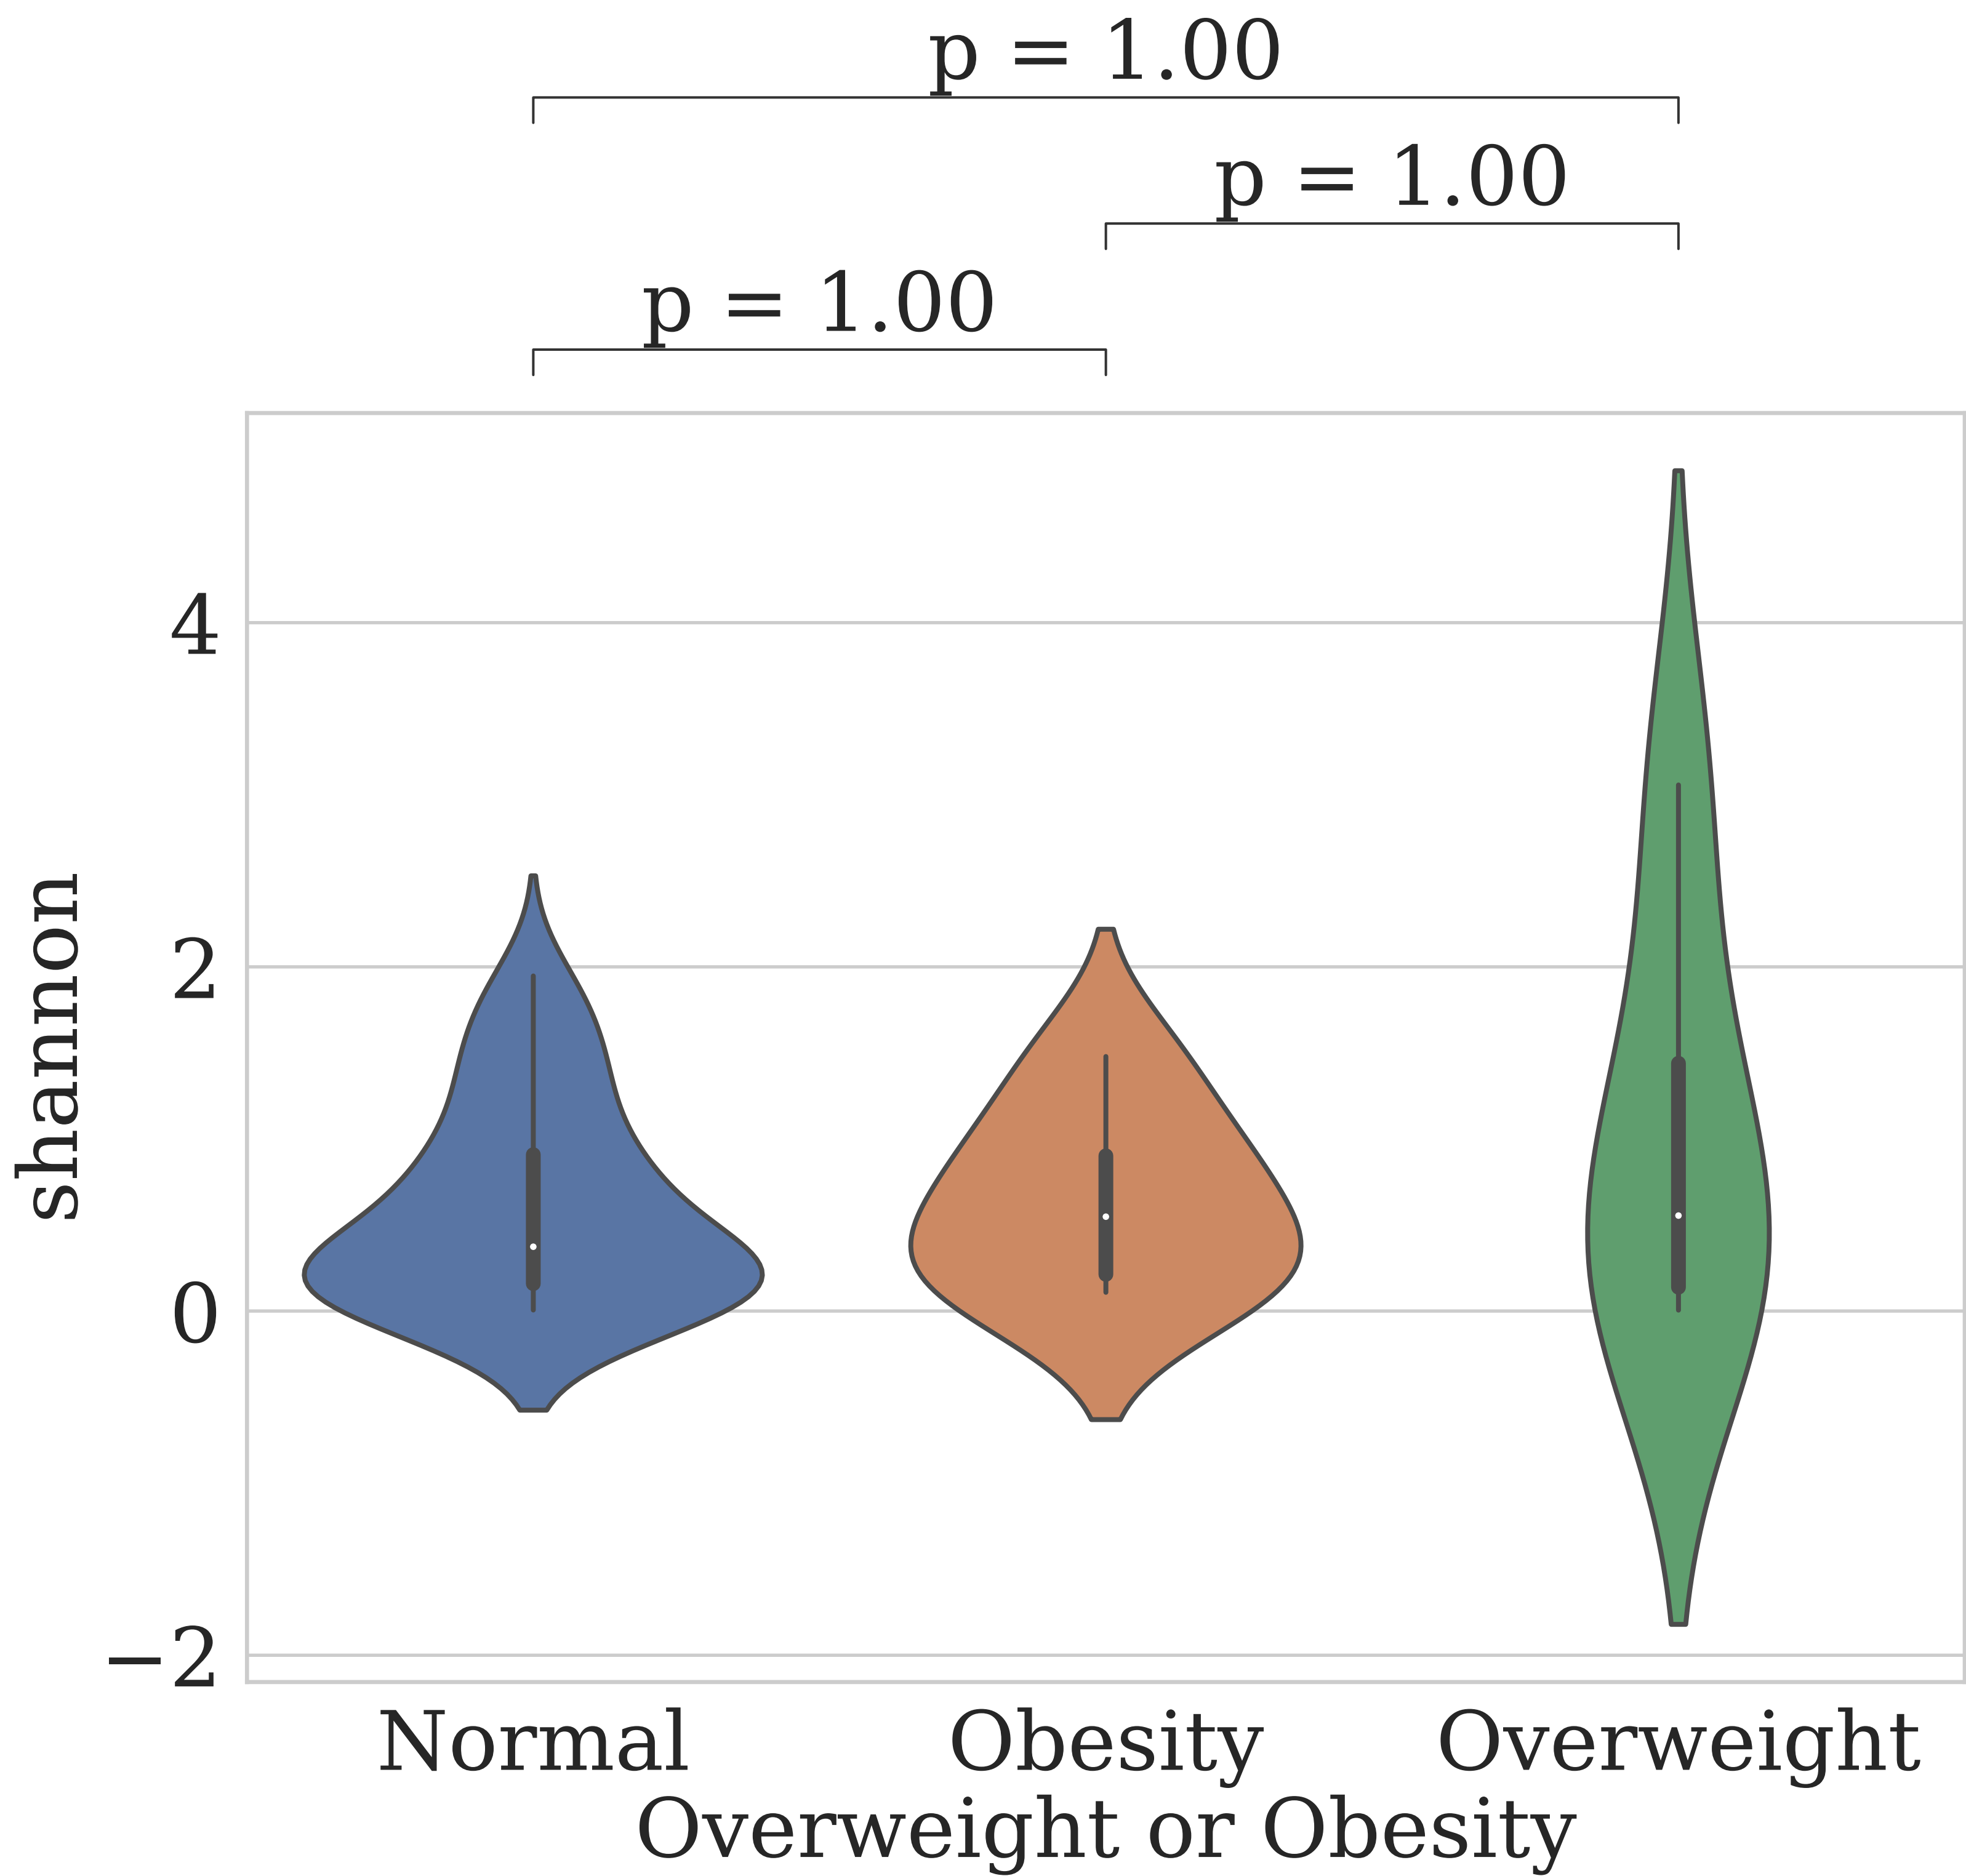 p = 1.00
p = 1.00
p = 1.00
shannon
4
2
0
−2
Normal Obesity Overweight
Overweight or Obesity